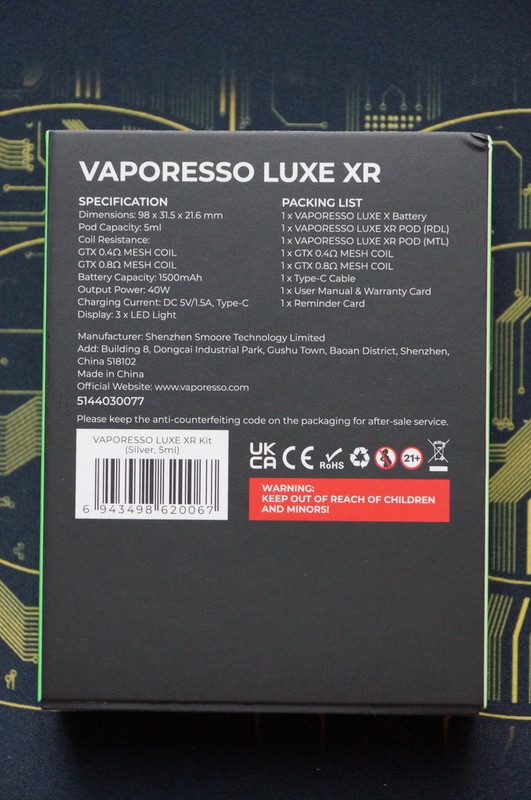 VAPORESSO LUXE XR
SPECIFICATION
Dimensions: 98 x 31.5 x 21.6 mm
Pod Capacity: 5ml
Coil Resistance:
GTX 0.4Ω MESH COIL
GTX 0.8Ω MESH COIL
Battery Capacity: 1500mAh
Output Power: 40W
Charging Current: DC 5V/1.5A, Type-C
Display: 3 x LED Light
PACKING LIST
1 x VAPORESSO LUXE X Battery
1 x VAPORESSO LUXE XR POD (RDL)
1 x VAPORESSO LUXE XR POD (MTL)
1 x GTX 0.4Ω MESH COIL
1 x GTX 0.8Ω MESH COIL
1 x Type-C Cable
1 x User Manual & Warranty Card
1 x Reminder Card
Manufacturer: Shenzhen Smoore Technology Limited
Add: Building 8, Dongcai Industrial Park, Gushu Town, Baoan District, Shenzhen,
China 518102
Made in China
Official Website: www.vaporesso.com
5144030077
Please keep the anti-counterfeiting code on the packaging for after-sale service.
VAPORESSO LUXE XR Kit
(Silver, 5ml)
6 943498 620067
UK
CA CE RoHS 21+
WARNING:
KEEP OUT OF REACH OF CHILDREN
AND MINORS!